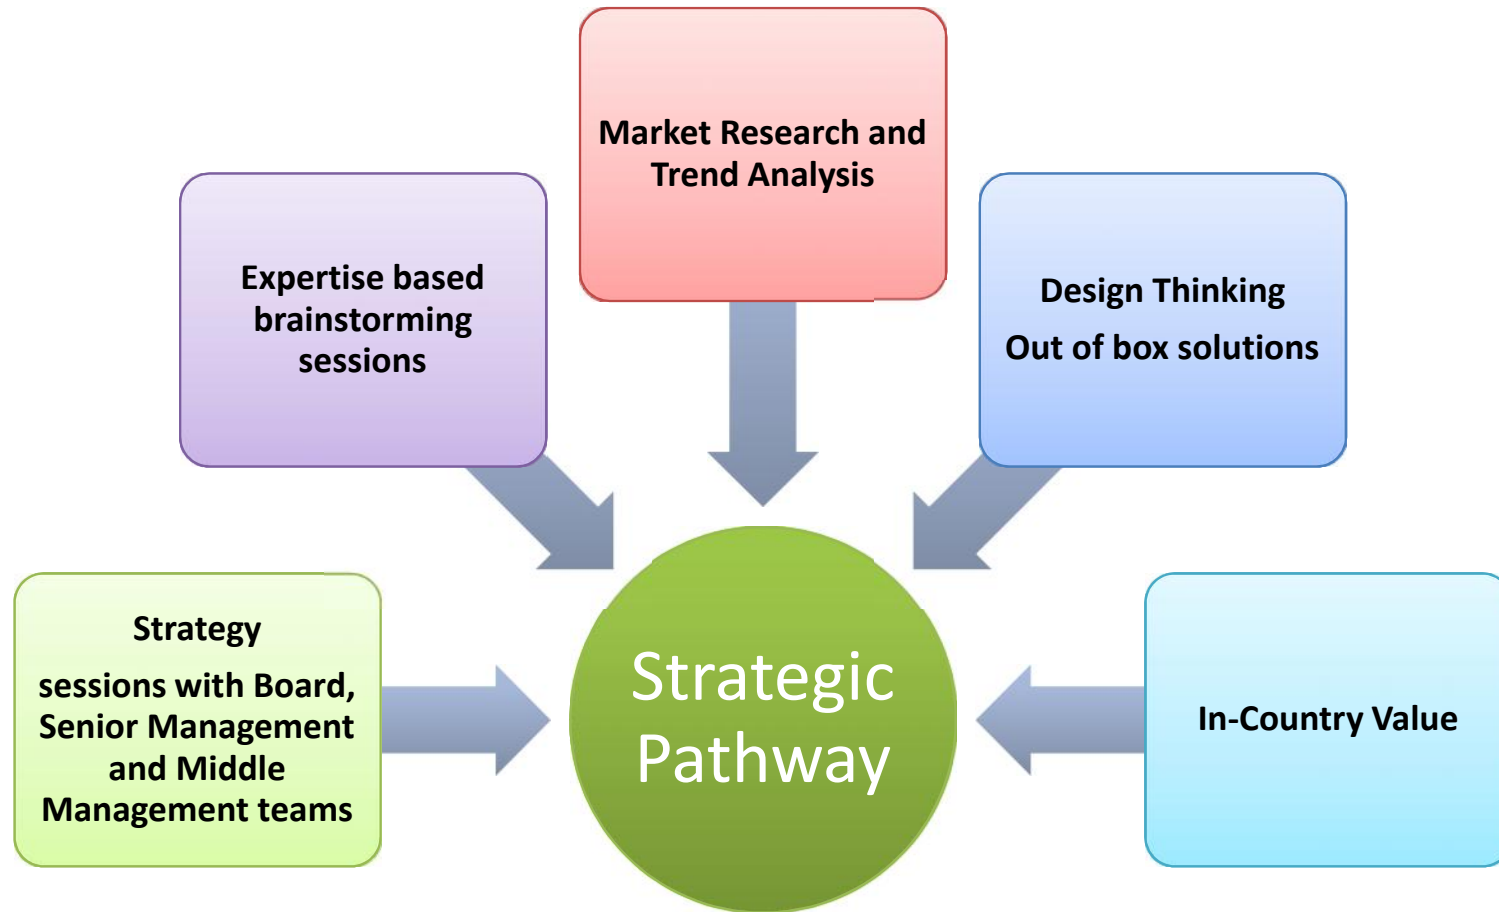 Market Research and
Trend Analysis
Expertise based
brainstorming
sessions
Design Thinking
Out of box solutions
Strategy
sessions with Board,
Senior Management
and Middle
Management teams
Strategic
Pathway
In-Country Value